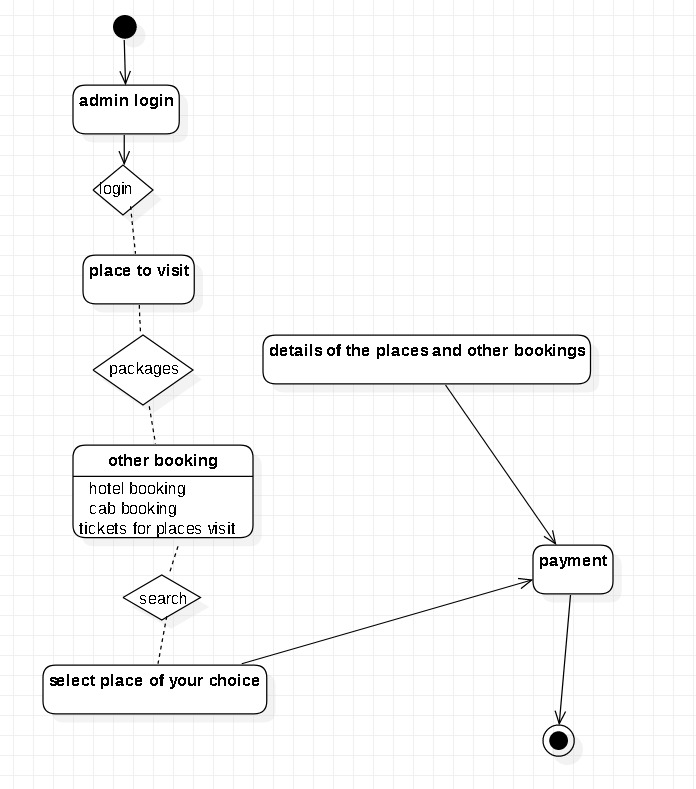 admin login
login
place to visit
packages
details of the places and other bookings
other booking
hotel booking
cab booking
tickets for places visit
payment
search
select place of your choice